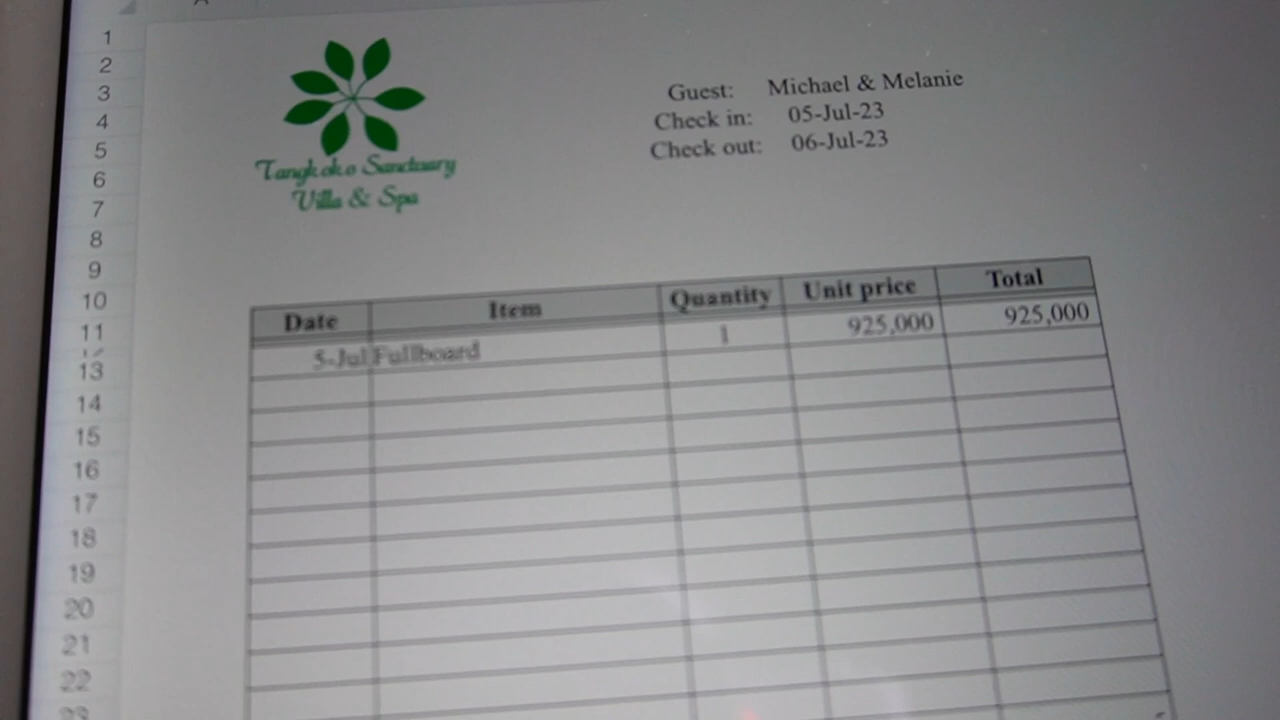 A
1
2
3
4
5
6
7
8
9
10
11
13
14
15
16
17
18
19
20
21
22
23
Tangkoko Sanctuary
Villa & Spa
Guest: Michael & Melanie
Check in: 05-Jul-23
Check out: 06-Jul-23
Date Item Quantity Unit price Total
5-Jul Fullboard 1 925,000 925,000